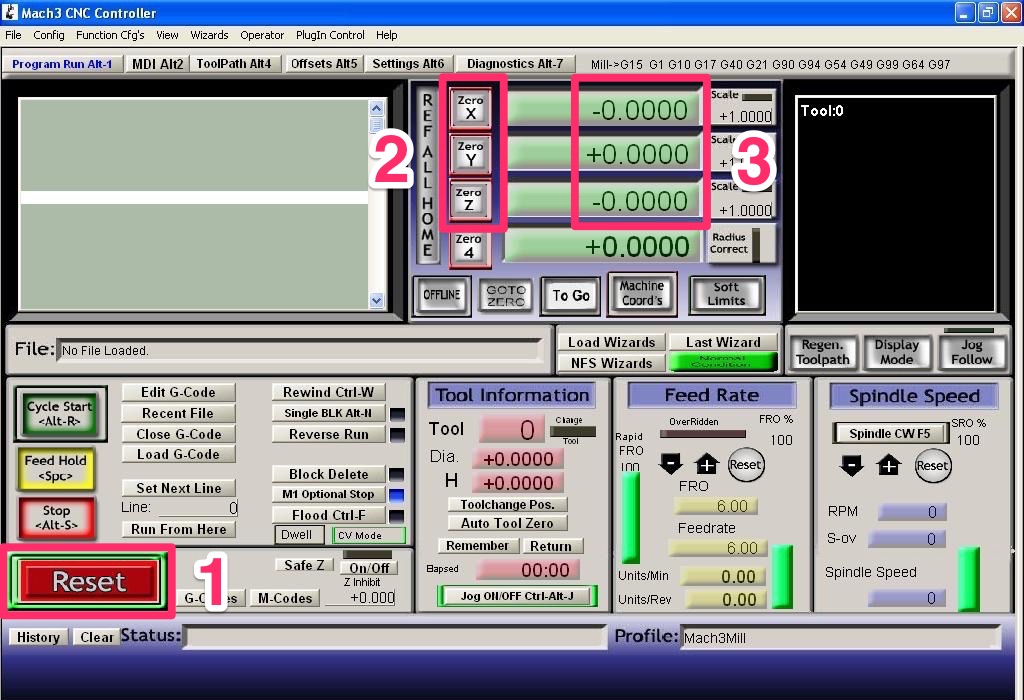 Mach3 CNC Controller
File Config Function Cfg's View Wizards Operator PlugIn Control Help
Program Run Alt-1 MDI Alt2 ToolPath Alt4 Offsets Alt5 Settings Alt6 Diagnostics Alt-7 Mill->G15 G1 G10 G17 G40 G21 G90 G94 G54 G49 G99 G64 G97
REF ALL HOME
Zero X -0.0000 Scale +1.0000
2
Zero Y +0.0000 Scale
3
Zero Z -0.0000 Scale +1.0000
Zero 4 +0.0000 Radius Correct
Tool:0
OFFLINE GOTO ZERO To Go Machine Coord's Soft Limits
File: No File Loaded.
Load Wizards Last Wizard
NFS Wizards Normal Condition
Regen. Toolpath Display Mode Jog Follow
Cycle Start <Alt-R>
Feed Hold <Spc>
Stop <Alt-S>
Reset
1
Edit G-Code
Recent File
Close G-Code
Load G-Code
Set Next Line
Line: 0
Run From Here
Rewind Ctrl-W
Single BLK Alt-N
Reverse Run
Block Delete
M1 Optional Stop
Flood Ctrl-F
Dwell CV Mode
Safe Z On/Off
Z Inhibit
+0.000
M-Codes
Tool Information
Tool 0 Change Tool
Dia. +0.0000
H +0.0000
Toolchange Pos.
Auto Tool Zero
Remember Return
Elapsed 00:00
Jog ON/OFF Ctrl-Alt-J
Feed Rate
OverRidden FRO %
100
Rapid FRO
100
Reset
FRO
6.00
Feedrate
6.00
Units/Min 0.00
Units/Rev 0.00
Spindle Speed
Spindle CW F5 SRO %
100
Reset
RPM 0
S-ov 0
Spindle Speed
0
History Clear Status: Profile: Mach3Mill